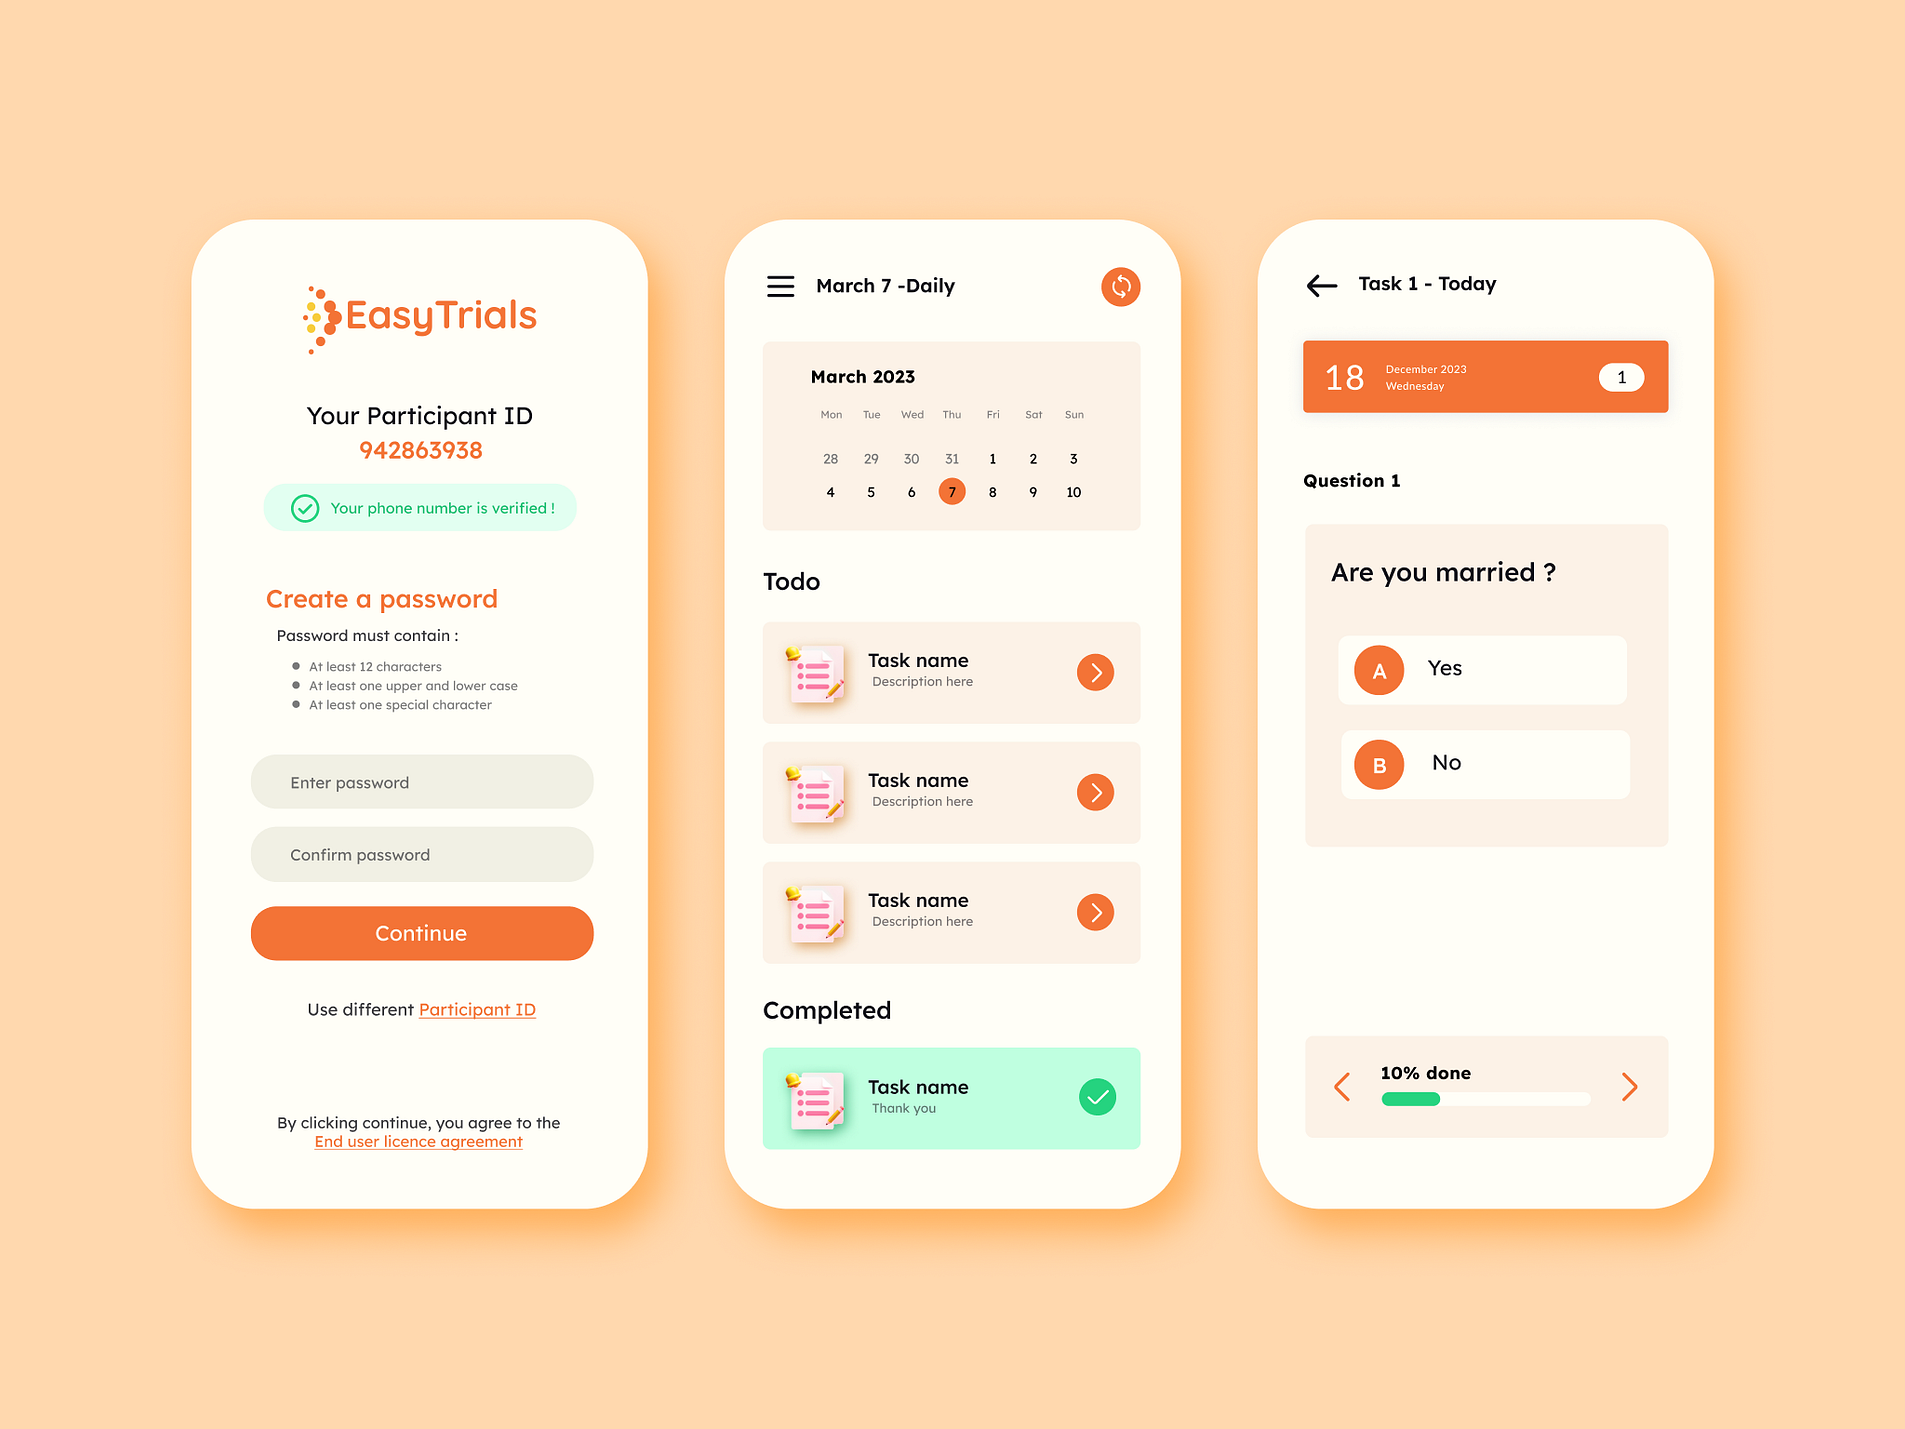 EasyTrials
Your Participant ID
942863938
Your phone number is verified !
Create a password
Password must contain :
At least 12 characters
At least one upper and lower case
At least one special character
Enter password
Confirm password
Continue
Use different Participant ID
By clicking continue, you agree to the
End user licence agreement
March 7 -Daily
March 2023
Mon Tue Wed Thu Fri Sat Sun
28 29 30 31 1 2 3
4 5 6 7 8 9 10
Todo
Task name
Description here
Task name
Description here
Task name
Description here
Completed
Task name
Thank you
Task 1 - Today
18
December 2023
Wednesday
1
Question 1
Are you married ?
A Yes
B No
10% done